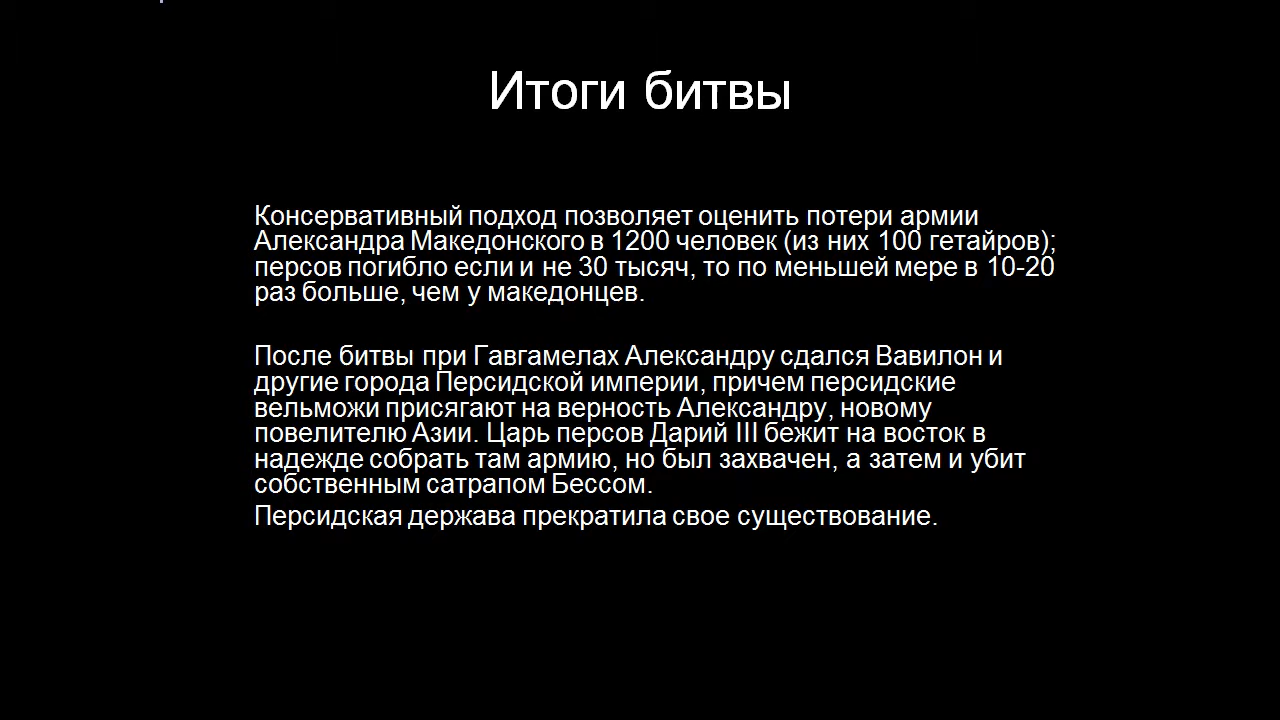 Итоги битвы
Консервативный подход позволяет оценить потери армии
Александра Македонского в 1200 человек (из них 100 гетайров);
персов погибло если и не 30 тысяч, то по меньшей мере в 10-20
раз больше, чем у македонцев.
После битвы при Гавгамелах Александру сдался Вавилон и
другие города Персидской империи, причем персидские
вельможи присягают на верность Александру, новому
повелителю Азии. Царь персов Дарий III бежит на восток в
надежде собрать там армию, но был захвачен, а затем и убит
собственным сатрапом Бессом.
Персидская держава прекратила свое существование.